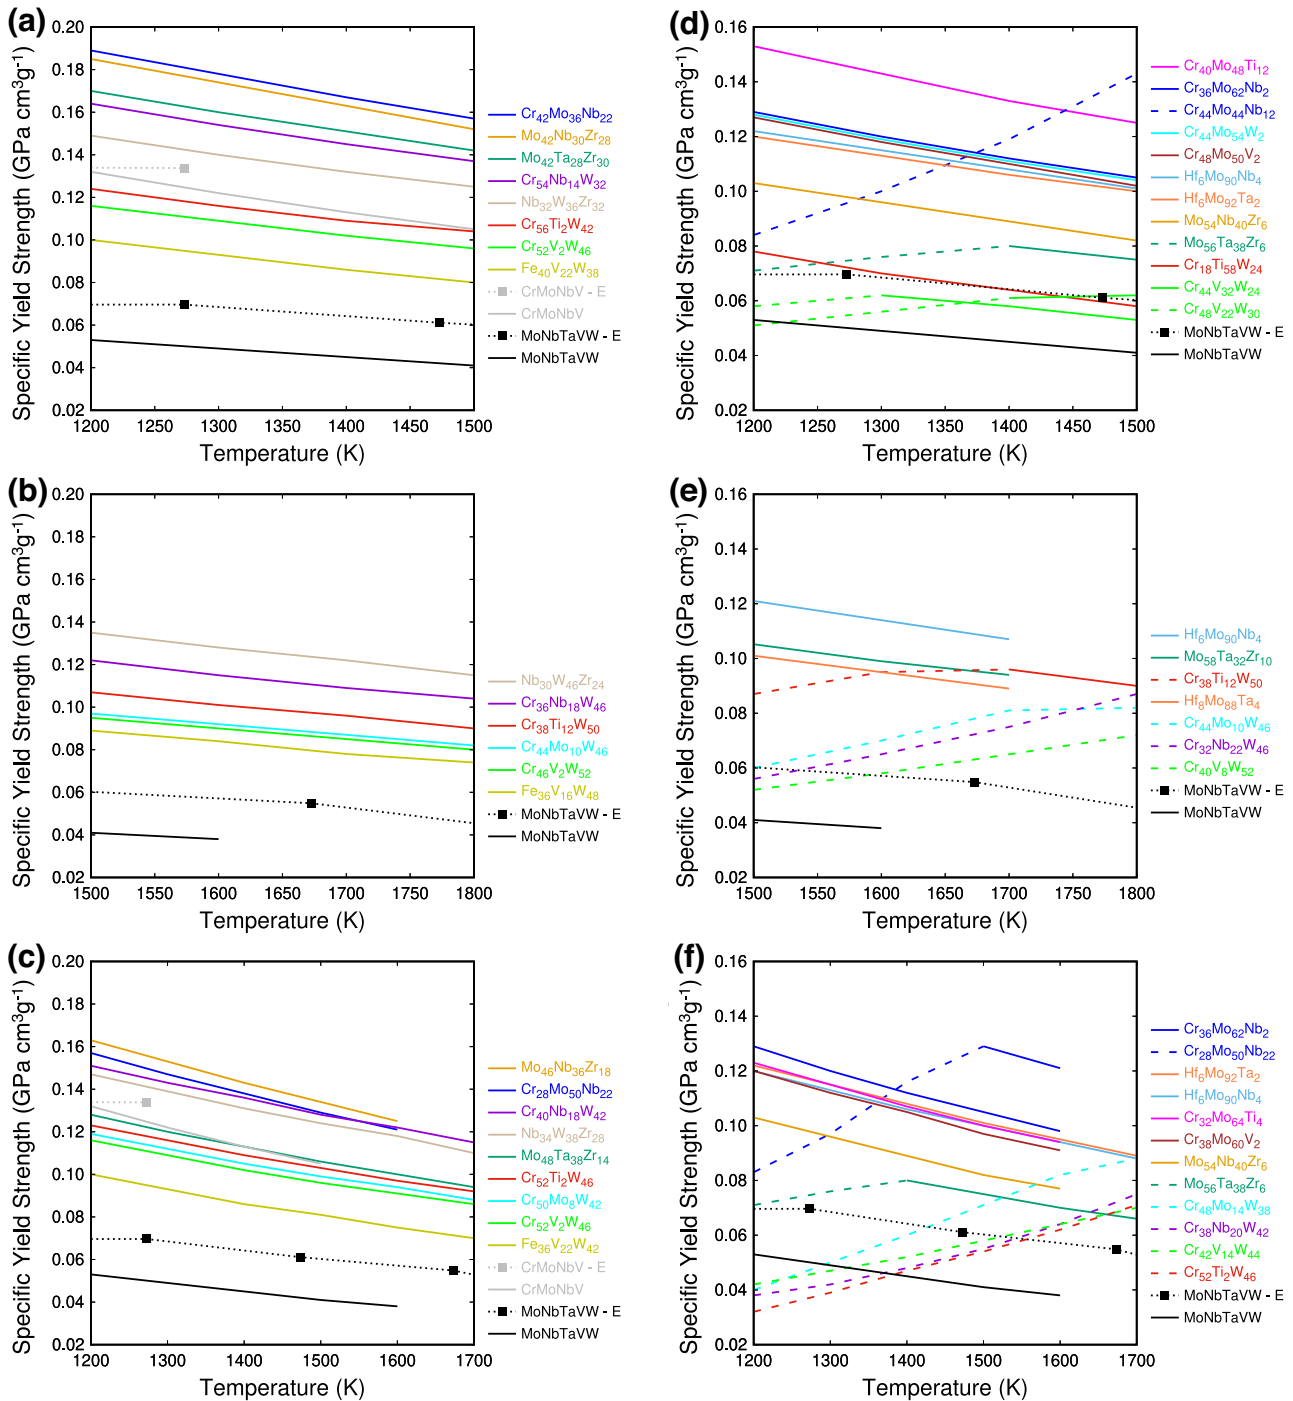 (a)
Specific Yield Strength (GPa cm³g⁻¹)
0.20
0.18
0.16
0.14
0.12
0.10
0.08
0.06
0.04
0.02
1200 1250 1300 1350 1400 1450 1500
Temperature (K)
Cr₄₂Mo₃₆Nb₂₂
Mo₄₂Nb₃₀Zr₂₈
Mo₄₂Ta₂₈Zr₃₀
Cr₅₄Nb₁₄W₃₂
Nb₃₂W₃₆Zr₃₂
Cr₅₆Ti₂W₄₂
Cr₅₂V₂W₄₆
Fe₄₀V₂₂W₃₈
CrMoNbV - E
CrMoNbV
MoNbTaVW - E
MoNbTaVW
(d)
Specific Yield Strength (GPa cm³g⁻¹)
0.16
0.14
0.12
0.10
0.08
0.06
0.04
0.02
1200 1250 1300 1350 1400 1450 1500
Temperature (K)
Cr₄₀Mo₄₈Ti₁₂
Cr₃₆Mo₆₂Nb₂
Cr₄₄Mo₄₄Nb₁₂
Cr₄₄Mo₅₄W₂
Cr₄₈Mo₅₀V₂
Hf₆Mo₉₀Nb₄
Hf₆Mo₉₂Ta₂
Mo₅₄Nb₄₀Zr₆
Mo₅₆Ta₃₈Zr₆
Cr₁₈Ti₅₈W₂₄
Cr₄₄V₃₂W₂₄
Cr₄₈V₂₂W₃₀
MoNbTaVW - E
MoNbTaVW
(b)
Specific Yield Strength (GPa cm³g⁻¹)
0.20
0.18
0.16
0.14
0.12
0.10
0.08
0.06
0.04
0.02
1500 1550 1600 1650 1700 1750 1800
Temperature (K)
Nb₃₀W₄₆Zr₂₄
Cr₃₆Nb₁₈W₄₆
Cr₃₈Ti₁₂W₅₀
Cr₄₄Mo₁₀W₄₆
Cr₄₆V₂W₅₂
Fe₃₆V₁₆W₄₈
MoNbTaVW - E
MoNbTaVW
(e)
Specific Yield Strength (GPa cm³g⁻¹)
0.16
0.14
0.12
0.10
0.08
0.06
0.04
0.02
1500 1550 1600 1650 1700 1750 1800
Temperature (K)
Hf₆Mo₉₀Nb₄
Mo₅₈Ta₃₂Zr₁₀
Cr₃₈Ti₁₂W₅₀
Hf₈Mo₈₈Ta₄
Cr₄₄Mo₁₀W₄₆
Cr₃₂Nb₂₂W₄₆
Cr₄₀V₈W₅₂
MoNbTaVW - E
MoNbTaVW
(c)
Specific Yield Strength (GPa cm³g⁻¹)
0.20
0.18
0.16
0.14
0.12
0.10
0.08
0.06
0.04
0.02
1200 1300 1400 1500 1600 1700
Temperature (K)
Mo₄₆Nb₃₆Zr₁₈
Cr₂₈Mo₅₀Nb₂₂
Cr₄₀Nb₁₈W₄₂
Nb₃₄W₃₈Zr₂₈
Mo₄₈Ta₃₈Zr₁₄
Cr₅₂Ti₂W₄₆
Cr₅₀Mo₈W₄₂
Cr₅₂V₂W₄₆
Fe₃₆V₂₂W₄₂
CrMoNbV - E
CrMoNbV
MoNbTaVW - E
MoNbTaVW
(f)
Specific Yield Strength (GPa cm³g⁻¹)
0.16
0.14
0.12
0.10
0.08
0.06
0.04
0.02
1200 1300 1400 1500 1600 1700
Temperature (K)
Cr₃₆Mo₆₂Nb₂
Cr₂₈Mo₅₀Nb₂₂
Hf₆Mo₉₂Ta₂
Hf₆Mo₉₀Nb₄
Cr₃₂Mo₆₄Ti₄
Cr₃₈Mo₆₀V₂
Mo₅₄Nb₄₀Zr₆
Mo₅₆Ta₃₈Zr₆
Cr₄₈Mo₁₄W₃₈
Cr₃₈Nb₂₀W₄₂
Cr₄₂V₁₄W₄₄
Cr₅₂Ti₂W₄₆
MoNbTaVW - E
MoNbTaVW